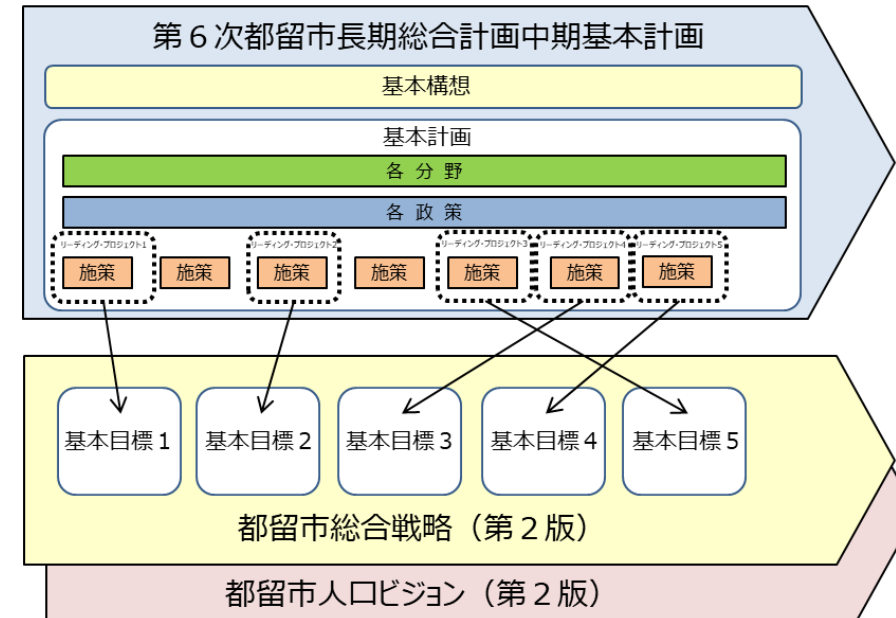 第６次都留市長期総合計画中期基本計画
基本構想
基本計画
各 分 野
各 政 策
リーディング・プロジェクト1
リーディング・プロジェクト2
リーディング・プロジェクト3
リーディング・プロジェクト4
リーディング・プロジェクト5
施策
施策
施策
施策
施策
施策
施策
基本目標１
基本目標２
基本目標３
基本目標４
基本目標５
都留市総合戦略（第２版）
都留市人口ビジョン（第２版）